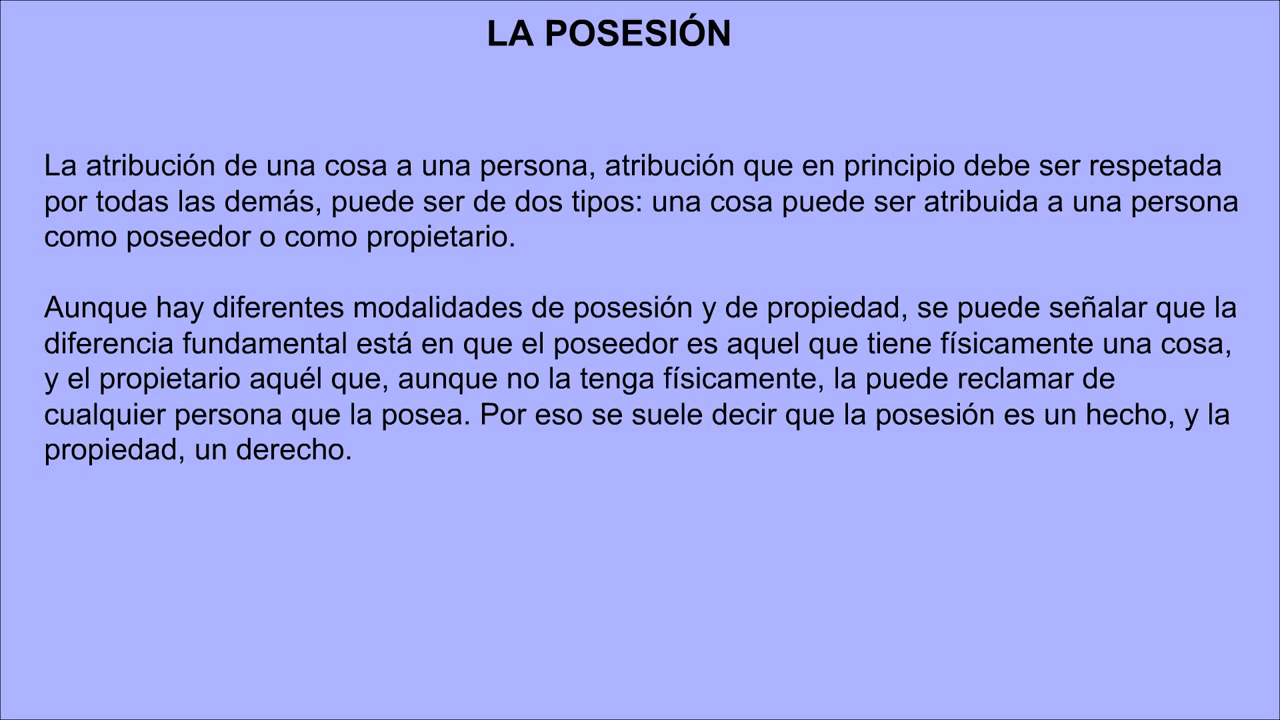 LA POSESIÓN
La atribución de una cosa a una persona, atribución que en principio debe ser respetada
por todas las demás, puede ser de dos tipos: una cosa puede ser atribuida a una persona
como poseedor o como propietario.
Aunque hay diferentes modalidades de posesión y de propiedad, se puede señalar que la
diferencia fundamental está en que el poseedor es aquel que tiene físicamente una cosa,
y el propietario aquél que, aunque no la tenga físicamente, la puede reclamar de
cualquier persona que la posea. Por eso se suele decir que la posesión es un hecho, y la
propiedad, un derecho.